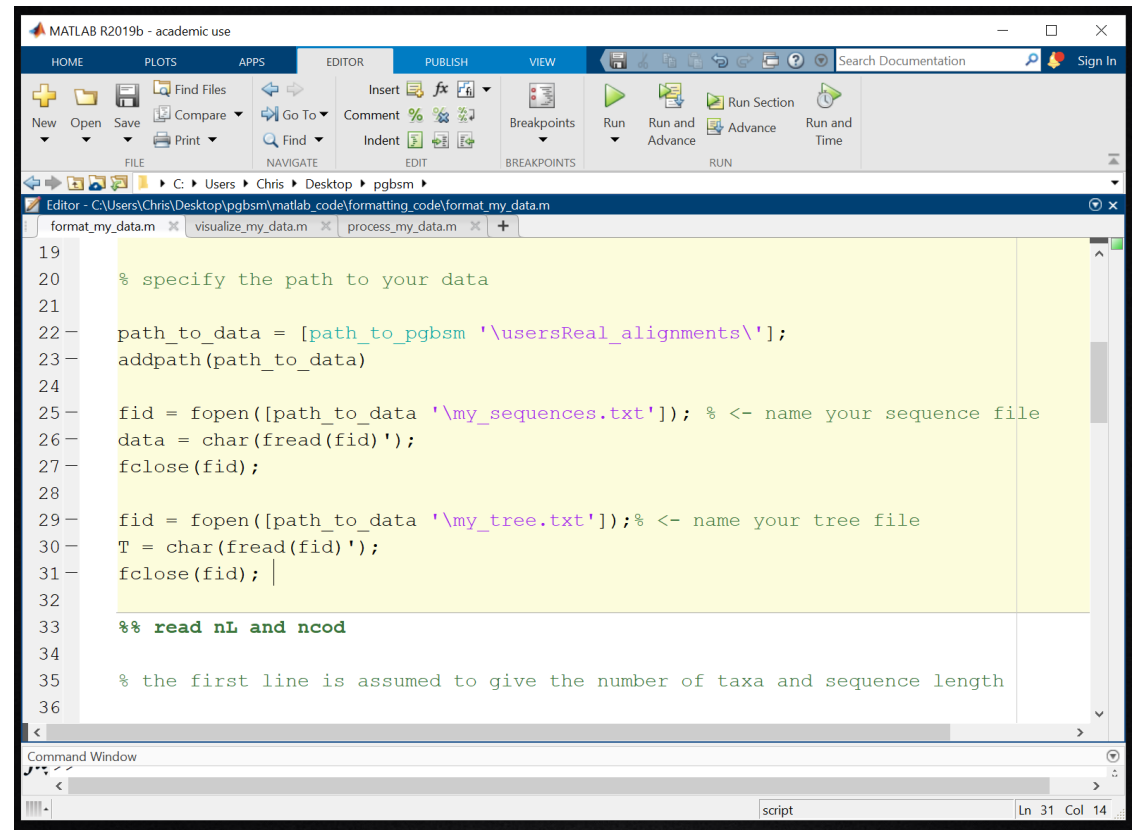 MATLAB R2019b - academic use
HOME PLOTS APPS EDITOR PUBLISH VIEW Search Documentation Sign In
New Open Save Find Files Compare Print
Go To Find
Insert fx
Comment %
Indent
Breakpoints
Run Run and Advance Run Section Advance Run and Time
FILE NAVIGATE EDIT BREAKPOINTS RUN
C: Users Chris Desktop pgbsm
Editor - C:\Users\Chris\Desktop\pgbsm\matlab_code\formatting_code\format_my_data.m
format_my_data.m visualize_my_data.m process_my_data.m +
19
20 % specify the path to your data
21
22 — path_to_data = [path_to_pgbsm '\usersReal_alignments\'];
23 — addpath(path_to_data)
24
25 — fid = fopen([path_to_data '\my_sequences.txt']); % <- name your sequence file
26 — data = char(fread(fid)');
27 — fclose(fid);
28
29 — fid = fopen([path_to_data '\my_tree.txt']);% <- name your tree file
30 — T = char(fread(fid)');
31 — fclose(fid);
32
33 %% read nL and ncod
34
35 % the first line is assumed to give the number of taxa and sequence length
36
Command Window
script Ln 31 Col 14